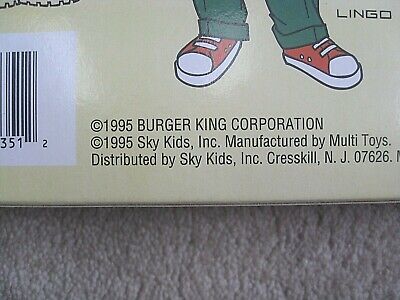 LINGO
351 2
©1995 BURGER KING CORPORATION
©1995 Sky Kids, Inc. Manufactured by Multi Toys.
Distributed by Sky Kids, Inc. Cresskill, N. J. 07626.